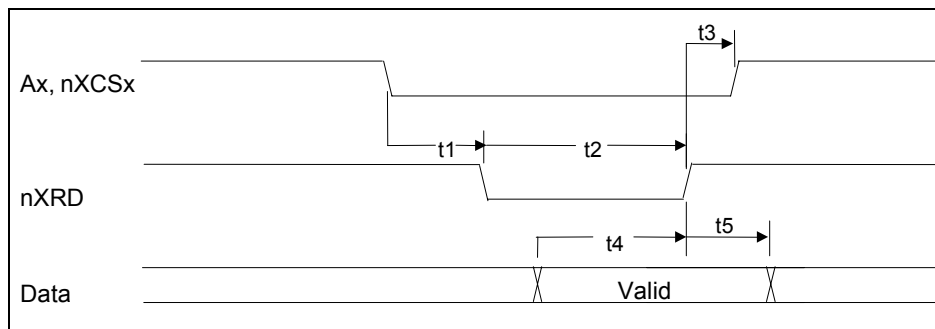 t3
Ax, nXCSx
t1
t2
nXRD
t4
t5
Data
Valid